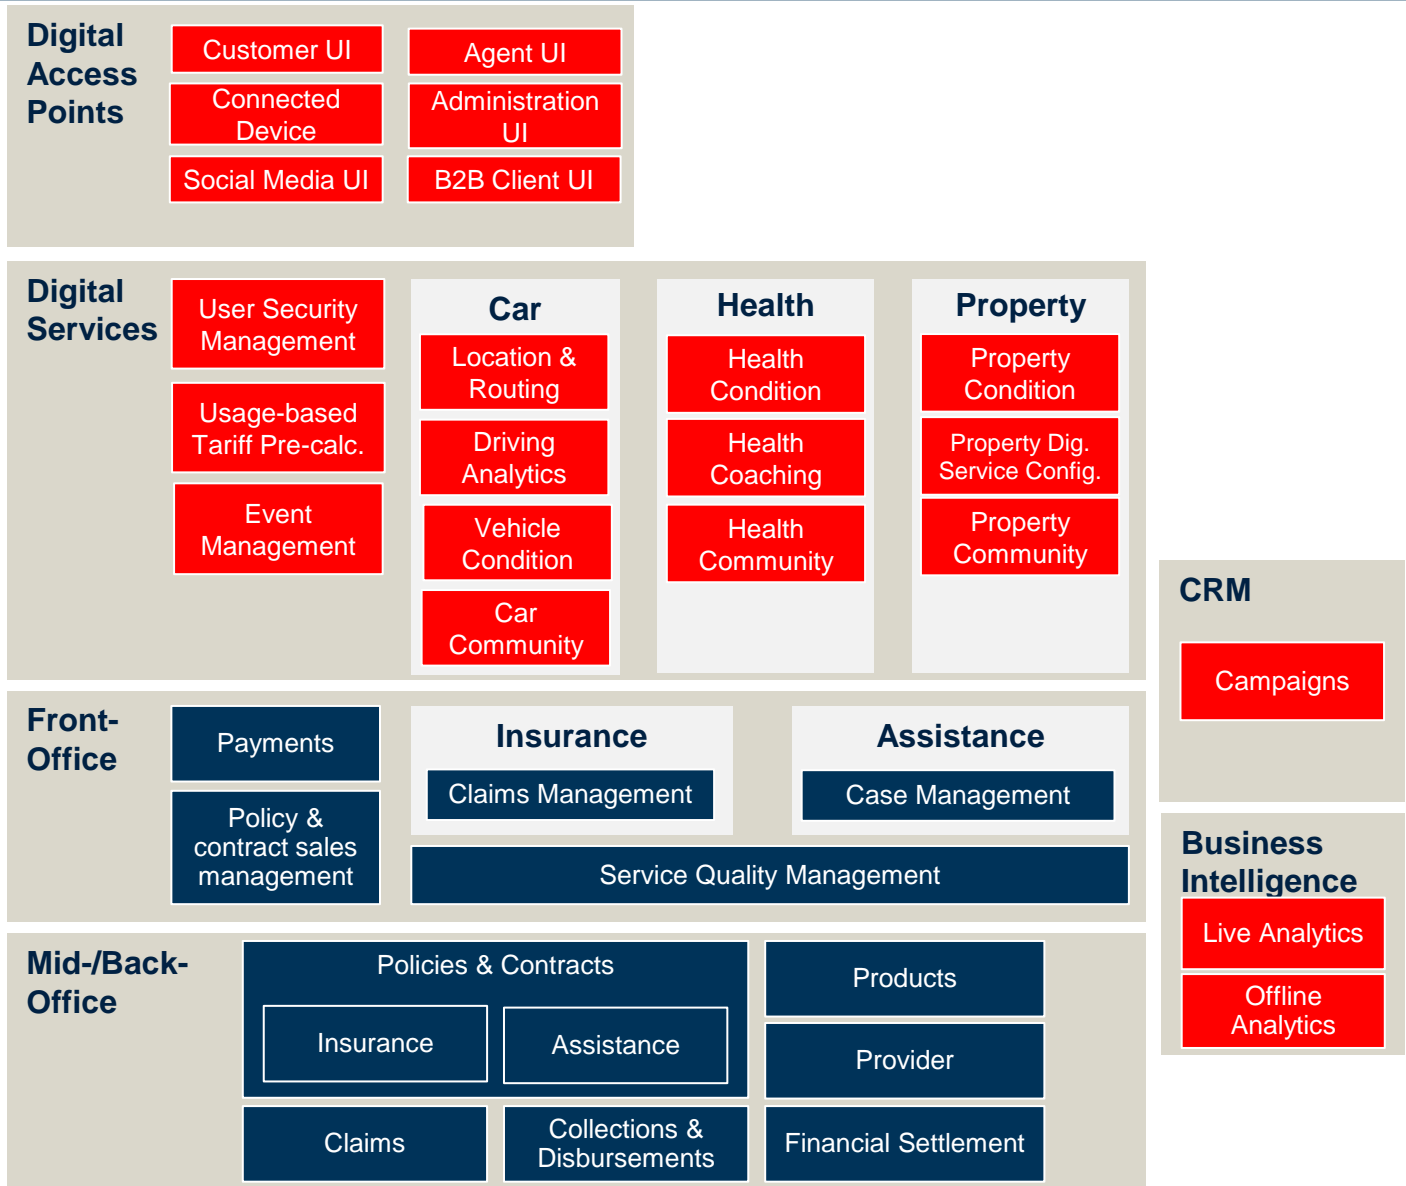 Digital
Access
Points
Customer UI
Agent UI
Connected
Device
Administration
UI
Social Media UI
B2B Client UI
Digital
Services
User Security
Management
Usage-based
Tariff Pre-calc.
Event
Management
Car
Location &
Routing
Driving
Analytics
Vehicle
Condition
Car
Community
Health
Health
Condition
Health
Coaching
Health
Community
Property
Property
Condition
Property Dig.
Service Config.
Property
Community
CRM
Campaigns
Front-
Office
Payments
Policy &
contract sales
management
Insurance
Claims Management
Assistance
Case Management
Service Quality Management
Business
Intelligence
Live Analytics
Offline
Analytics
Mid-/Back-
Office
Policies & Contracts
Insurance
Assistance
Claims
Collections &
Disbursements
Products
Provider
Financial Settlement